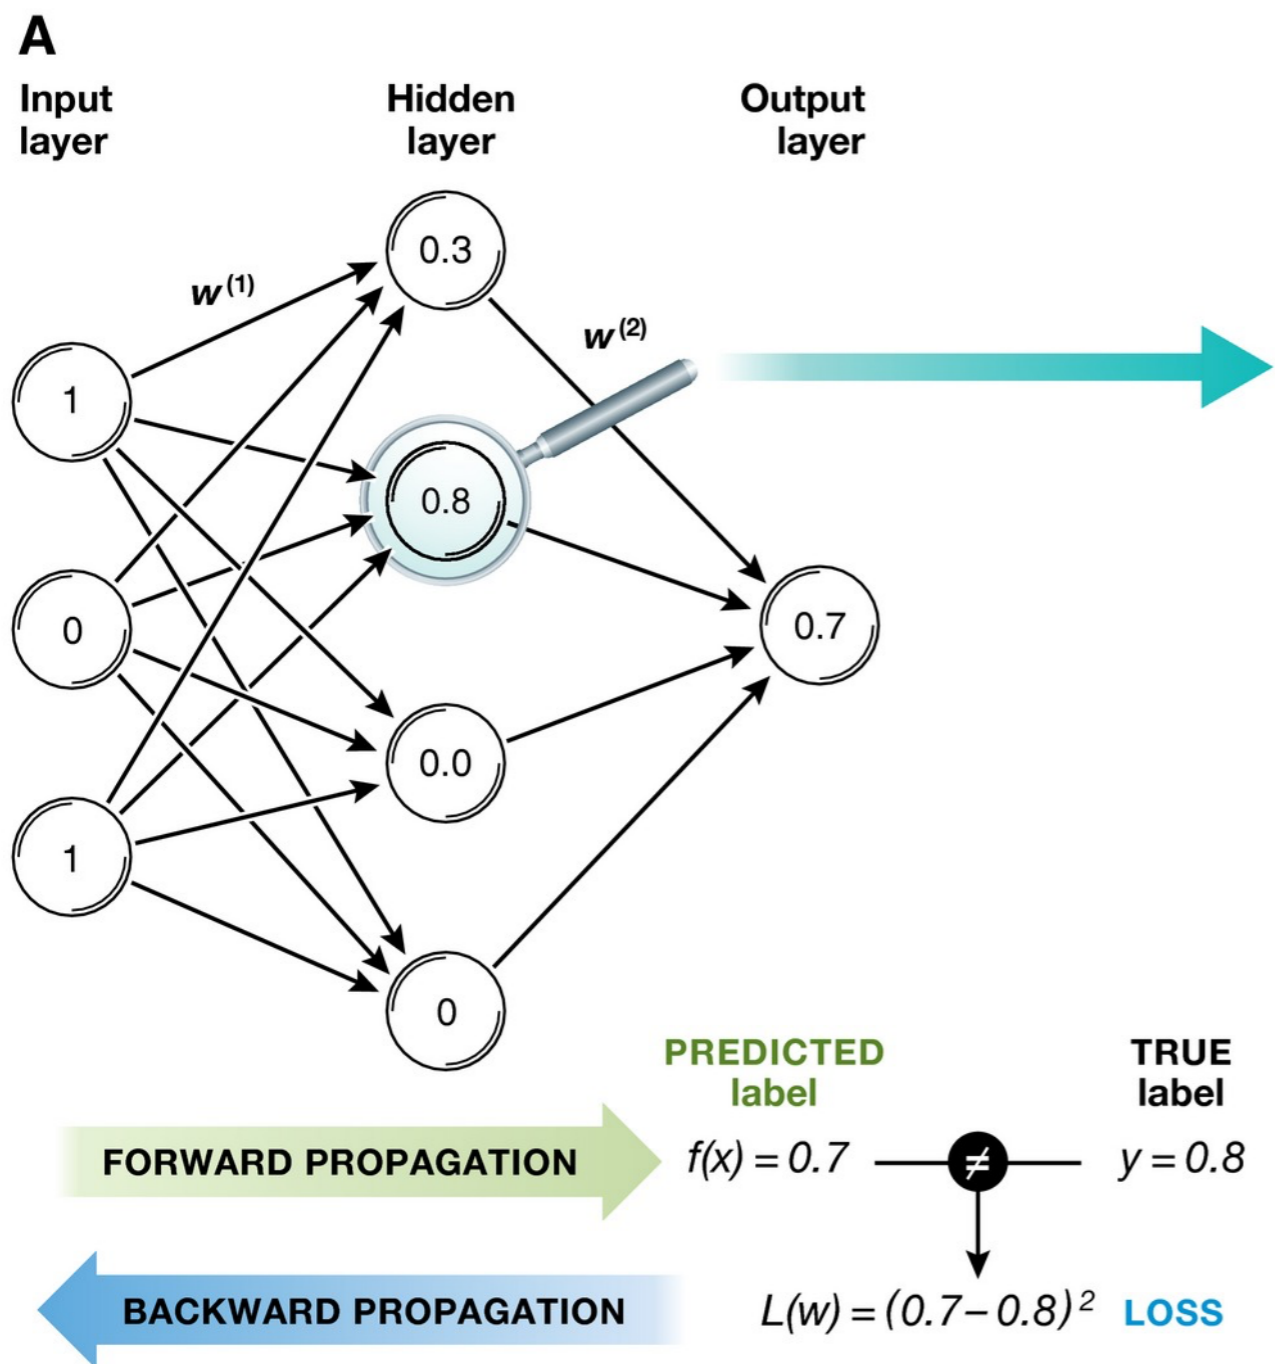 A
Input
layer
Hidden
layer
Output
layer
w(1)
w(2)
0.3
1
0.8
0
0.7
0.0
1
0
PREDICTED
label
TRUE
label
FORWARD PROPAGATION
f(x) = 0.7
≠
y = 0.8
BACKWARD PROPAGATION
L(w) = (0.7 – 0.8)²
LOSS